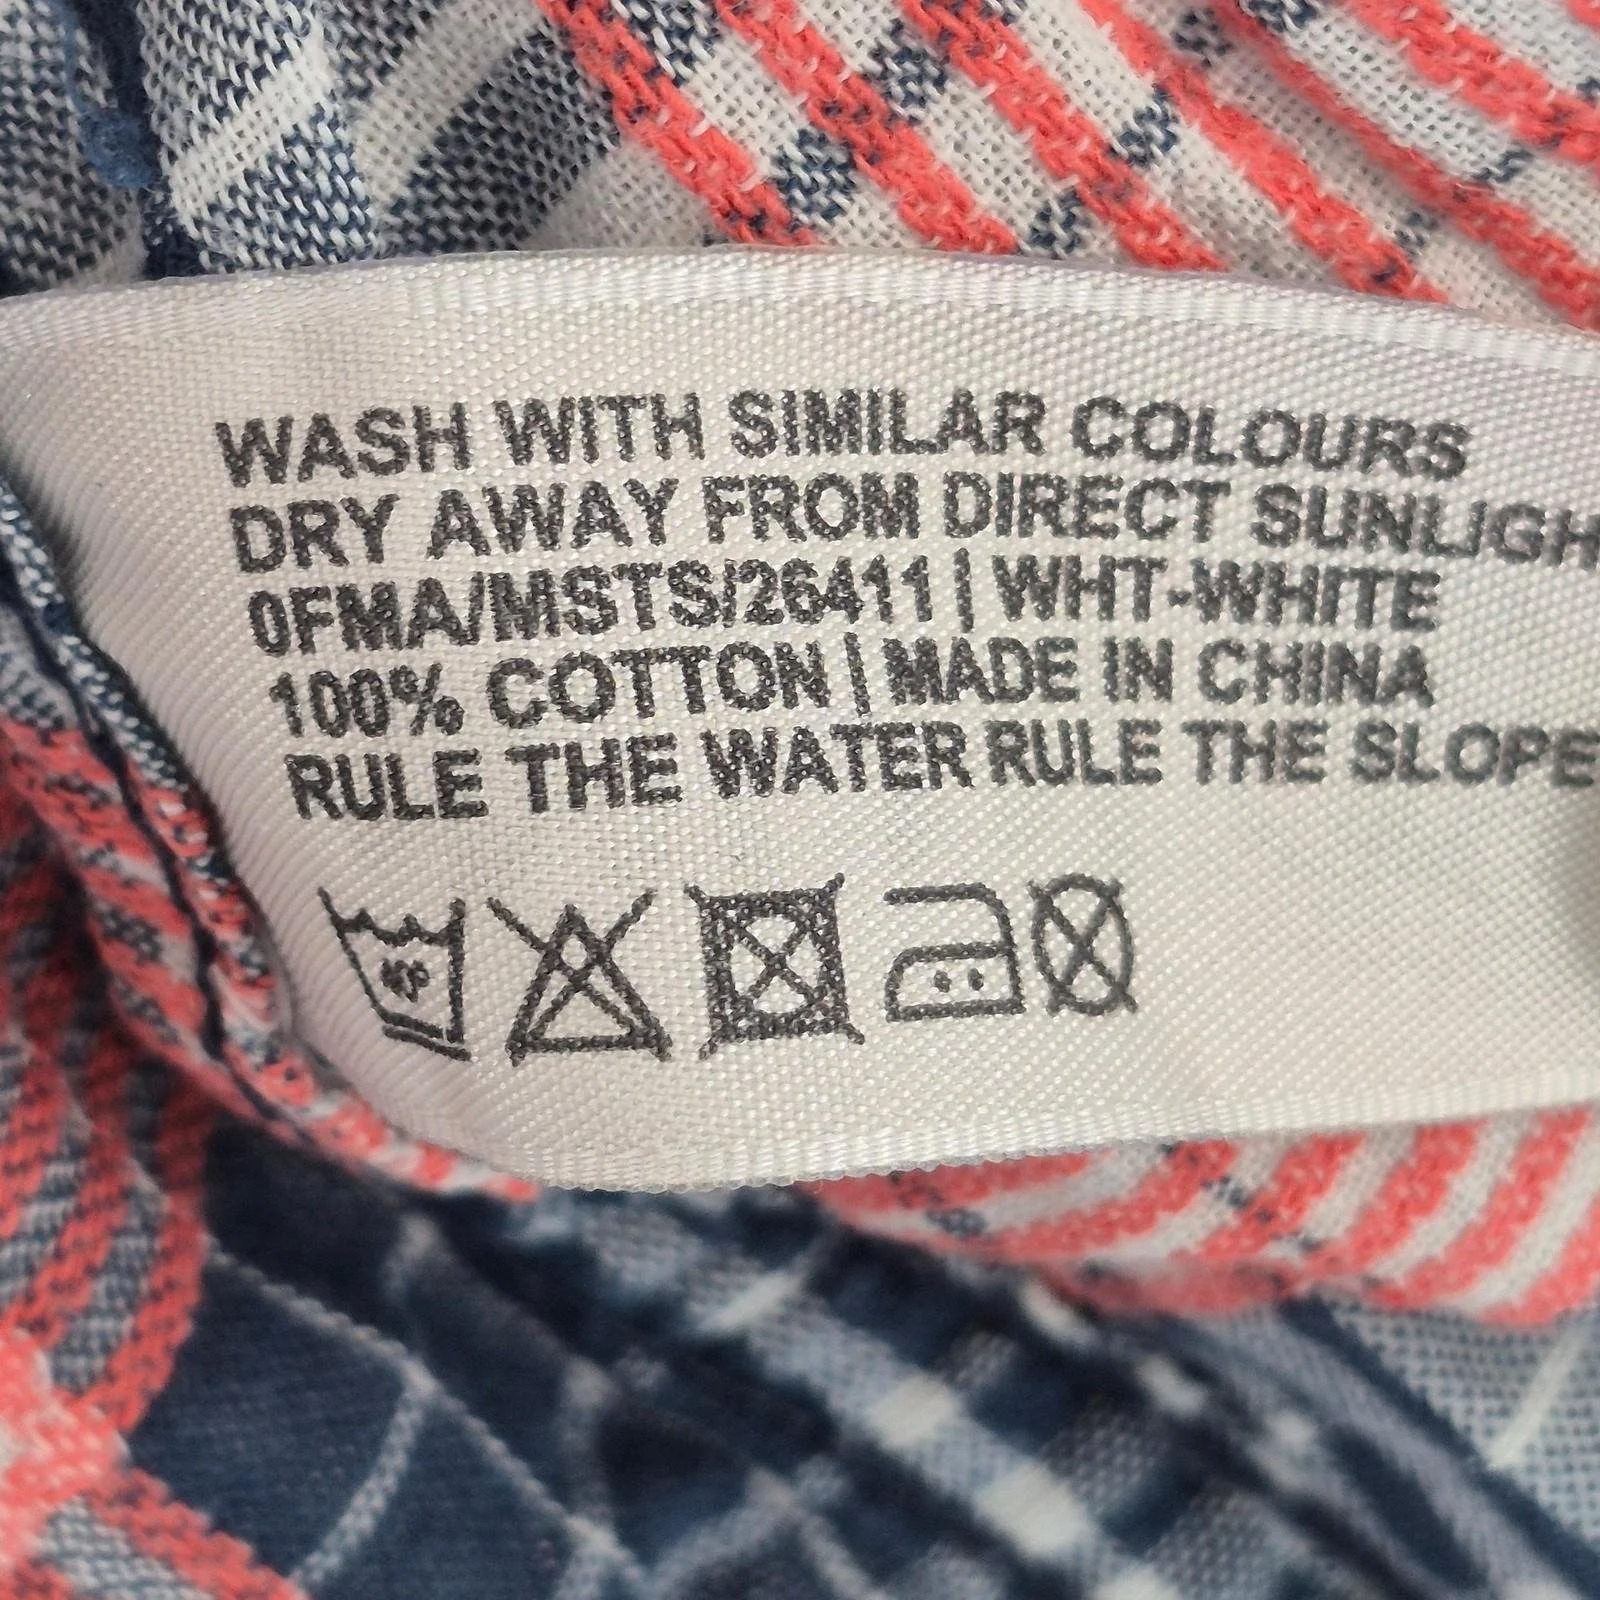 WASH WITH SIMILAR COLOURS
DRY AWAY FROM DIRECT SUNLIGH
0FMA/MSTS/26411 | WHT-WHITE
100% COTTON | MADE IN CHINA
RULE THE WATER RULE THE SLOPE